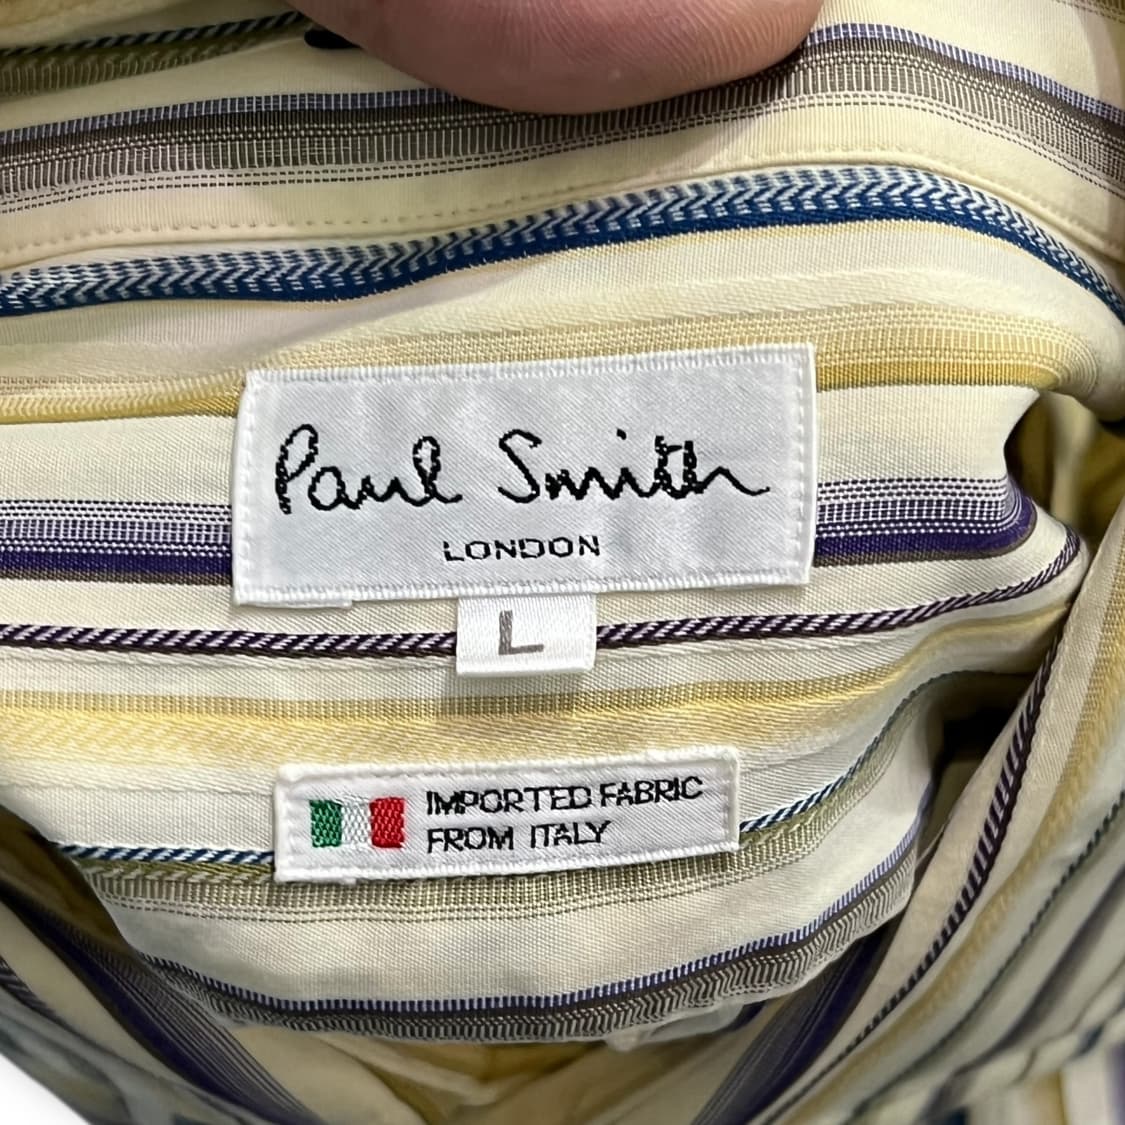 Paul Smith
LONDON
L
IMPORTED FABRIC
FROM ITALY